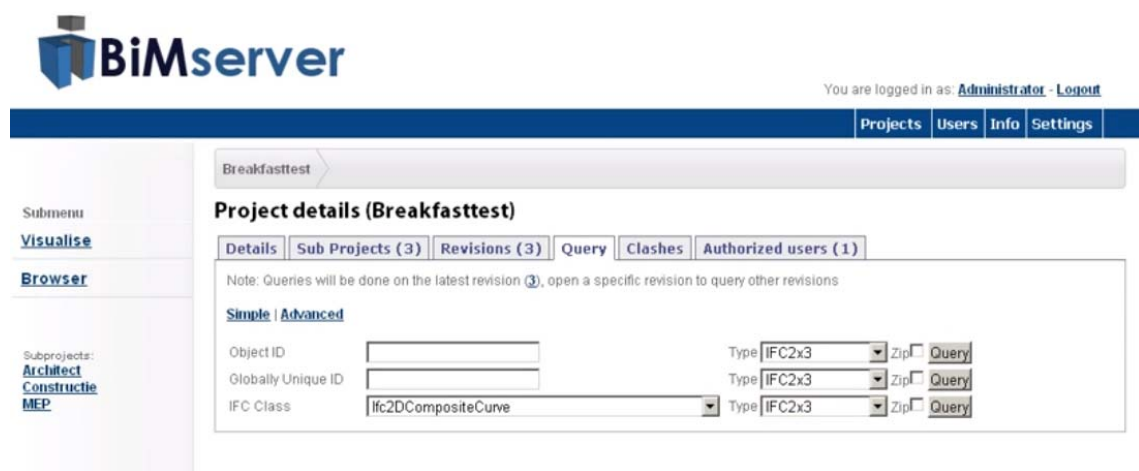 BiMserver
You are logged in as: Administrator - Logout
Projects Users Info Settings
Breakfasttest
Submenu
Visualise
Browser
Subprojects:
Architect
Constructie
MEP
Project details (Breakfasttest)
Details Sub Projects (3) Revisions (3) Query Clashes Authorized users (1)
Note: Queries will be done on the latest revision (3), open a specific revision to query other revisions
Simple | Advanced
Object ID Type IFC2x3 Zip Query
Globally Unique ID Type IFC2x3 Zip Query
IFC Class Ifc2DCompositeCurve Type IFC2x3 Zip Query